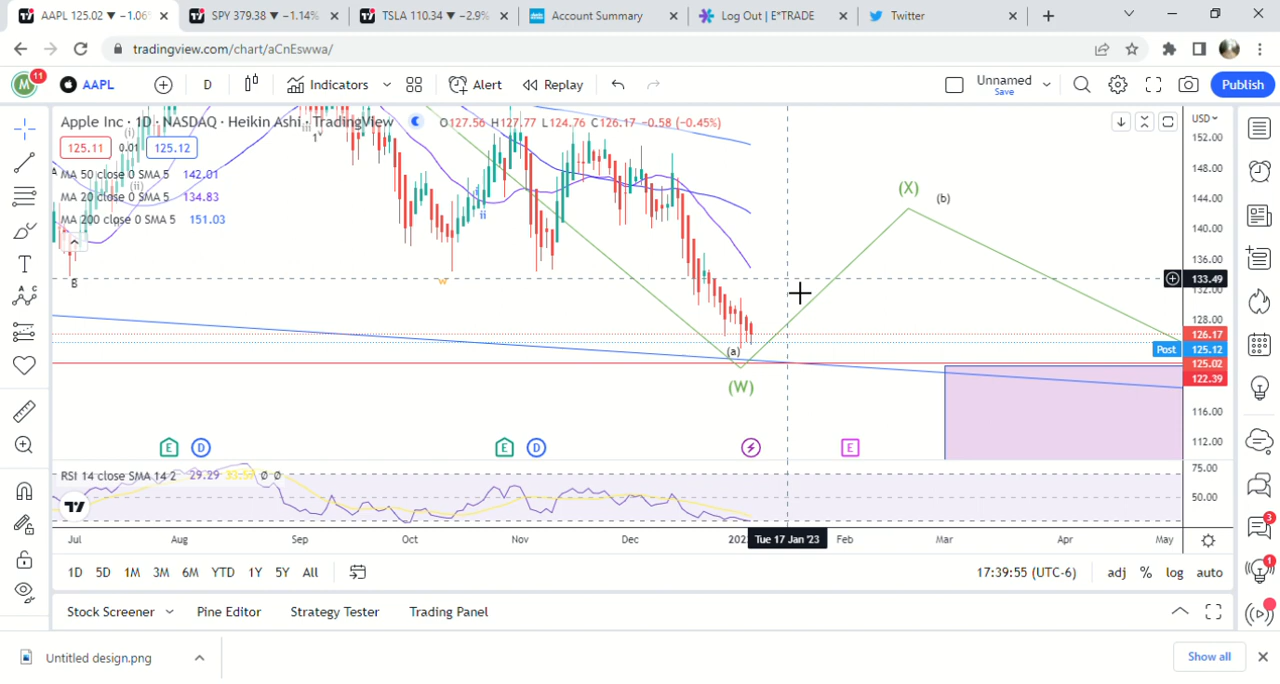 AAPL 125.02 ▼ −1.06
SPY 379.38 ▼ −1.14%
TSLA 110.34 ▼ −2.9%
Account Summary
Log Out | E*TRADE
Twitter
tradingview.com/chart/aCnEswwa/
M 11
AAPL
D
Indicators
Alert
Replay
Unnamed
Save
Publish
Apple Inc · 1D · NASDAQ · Heikin Ashi · TradingView
O127.56 H127.77 L124.76 C126.17 −0.58 (−0.45%)
125.11 0.01 125.12
MA 50 close 0 SMA 5 142.01
MA 20 close 0 SMA 5 134.83
MA 200 close 0 SMA 5 151.03
(i)
(ii)
B
w
i
ii
(a)
(W)
(X)
(b)
USD
152.00
148.00
144.00
140.00
136.00
133.49
132.00
128.00
126.17
Post 125.12
125.02
122.39
116.00
112.00
E D E D E
RSI 14 close SMA 14 2 29.29
75.00
50.00
Jul Aug Sep Oct Nov Dec Tue 17 Jan '23 Feb Mar Apr May
1D 5D 1M 3M 6M YTD 1Y 5Y All
17:39:55 (UTC-6)
adj % log auto
Stock Screener
Pine Editor
Strategy Tester
Trading Panel
3
1
Untitled design.png
Show all